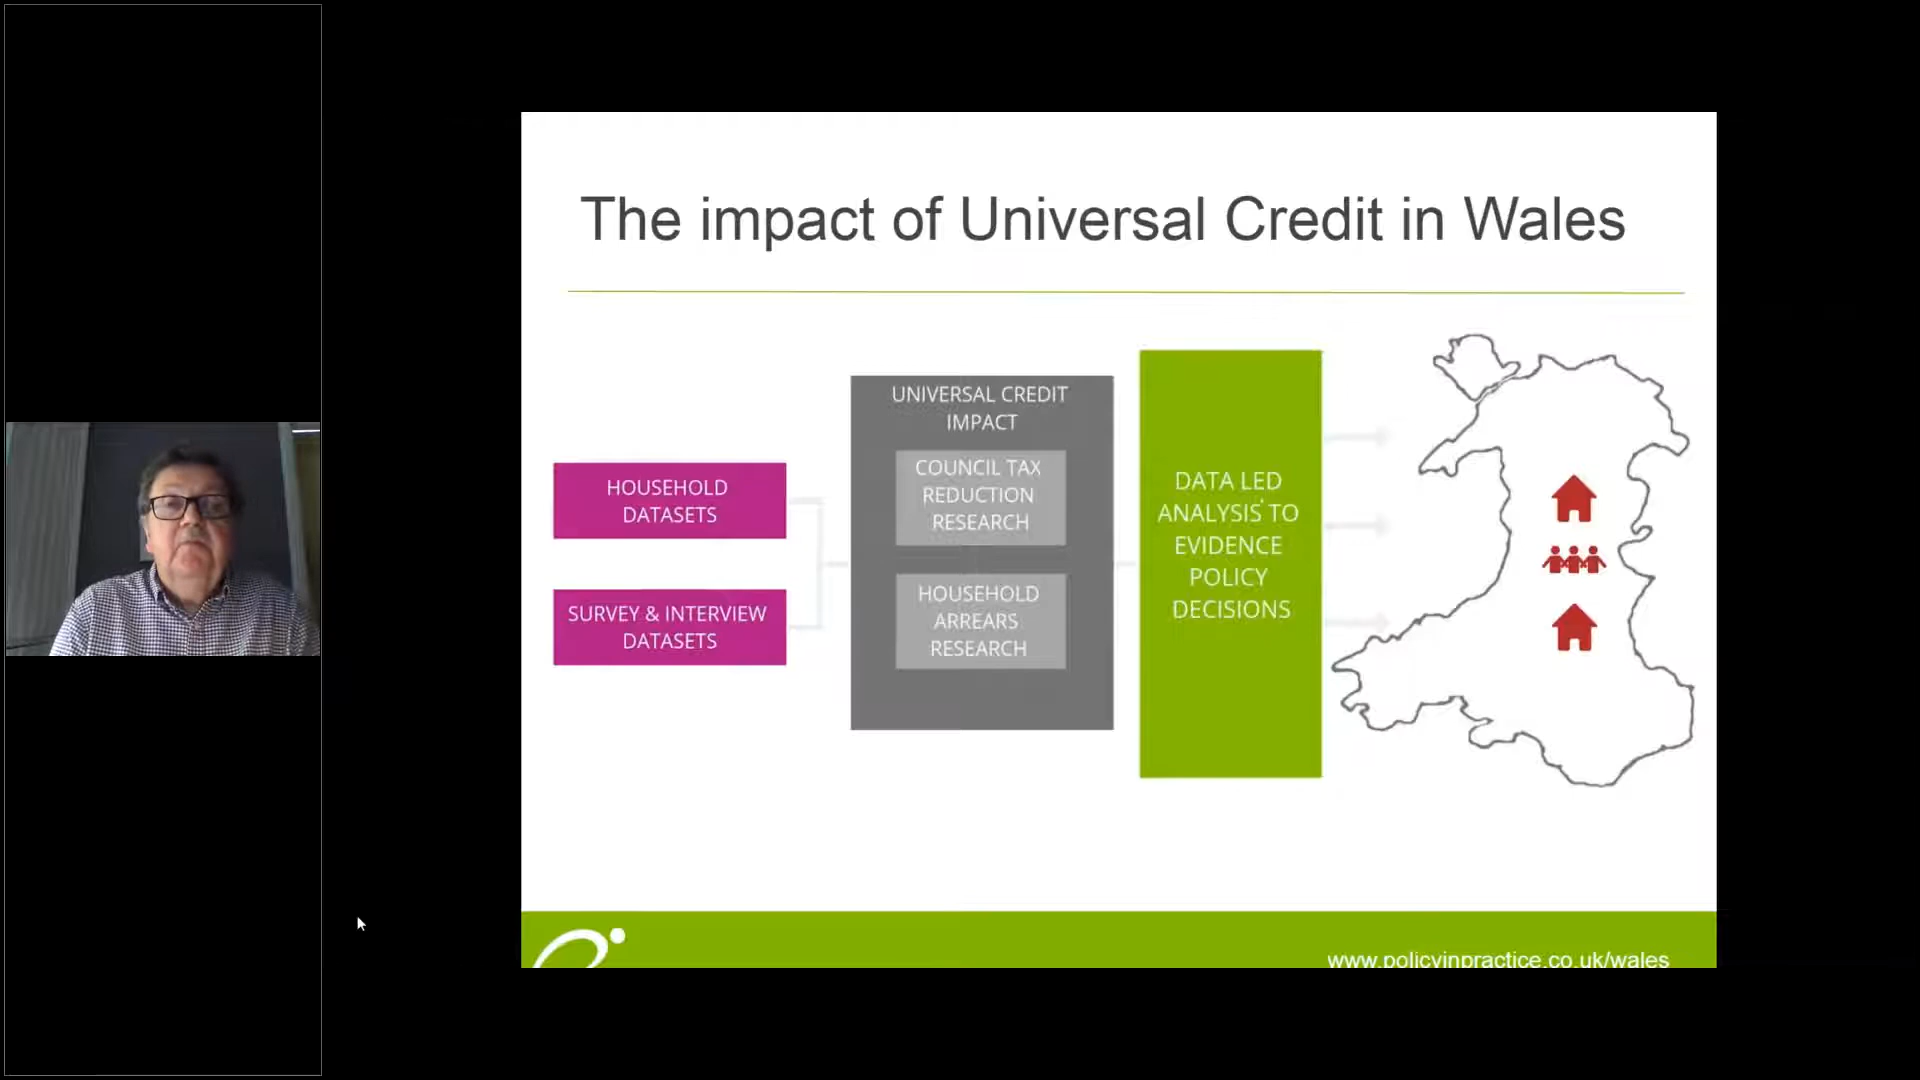 The impact of Universal Credit in Wales
HOUSEHOLD
DATASETS
SURVEY & INTERVIEW
DATASETS
UNIVERSAL CREDIT
IMPACT
COUNCIL TAX
REDUCTION
RESEARCH
HOUSEHOLD
ARREARS
RESEARCH
DATA LED
ANALYSIS TO
EVIDENCE
POLICY
DECISIONS
www.policyinpractice.co.uk/wales